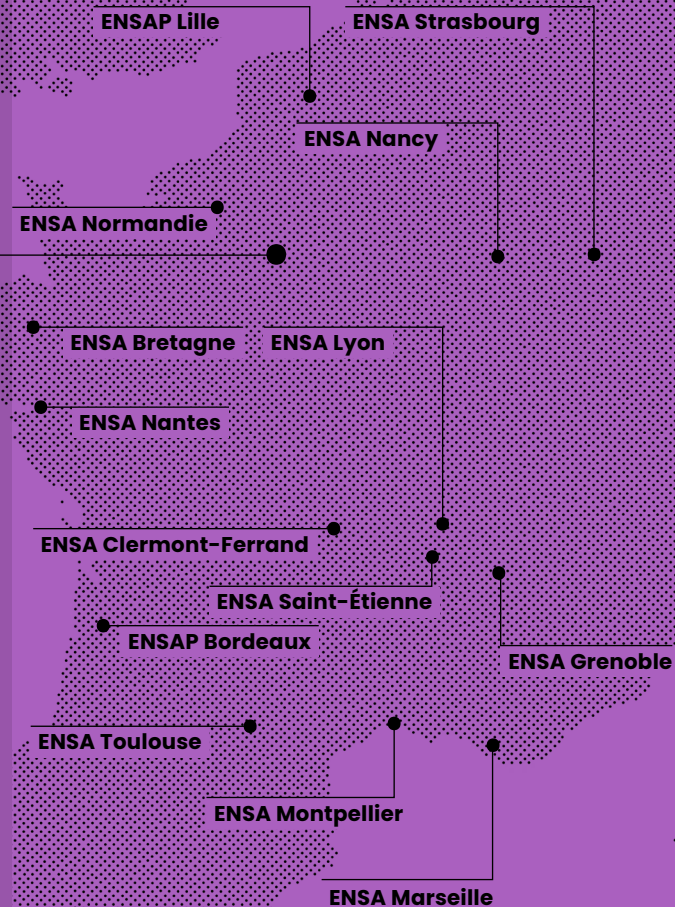 ENSAP Lille
ENSA Strasbourg
ENSA Nancy
ENSA Normandie
ENSA Bretagne
ENSA Lyon
ENSA Nantes
ENSA Clermont-Ferrand
ENSA Saint-Étienne
ENSAP Bordeaux
ENSA Grenoble
ENSA Toulouse
ENSA Montpellier
ENSA Marseille